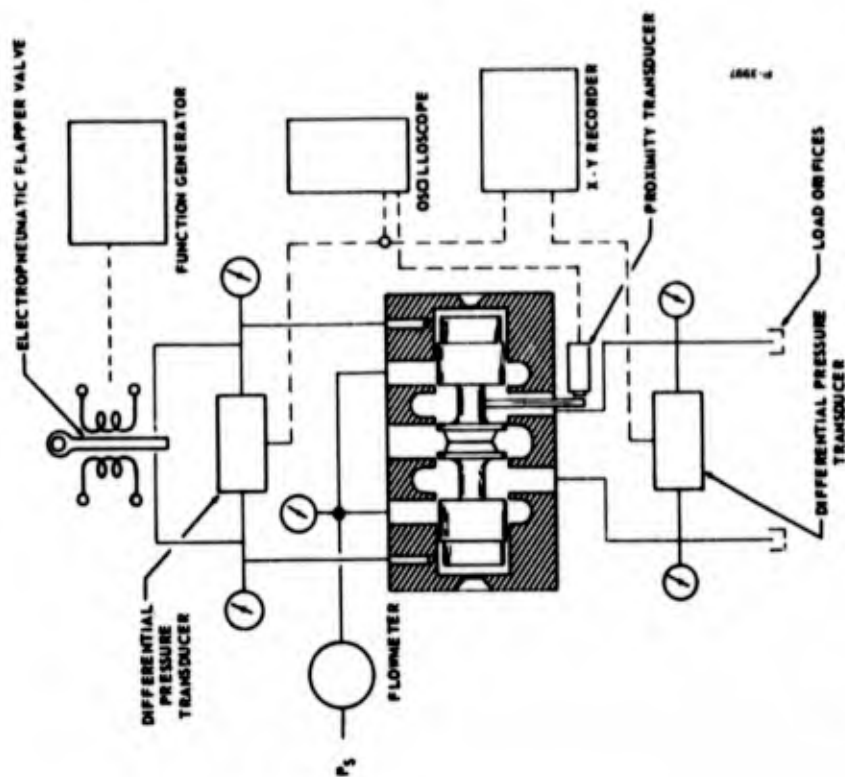 ELECTROPNEUMATIC FLAPPER VALVE
FUNCTION GENERATOR
OSCILLOSCOPE
X-Y RECORDER
P-3997
DIFFERENTIAL
PRESSURE
TRANSDUCER
PROXIMITY TRANSDUCER
LOAD ORIFICES
FLOWMETER
PS
DIFFERENTIAL PRESSURE
TRANSDUCER